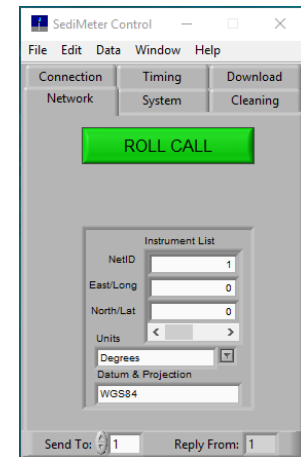 SediMeter Control
File Edit Data Window Help
Connection Timing Download
Network System Cleaning
ROLL CALL
Instrument List
NetID 1
East/Long 0
North/Lat 0
Units
Degrees
Datum & Projection
WGS84
Send To: 1 Reply From: 1